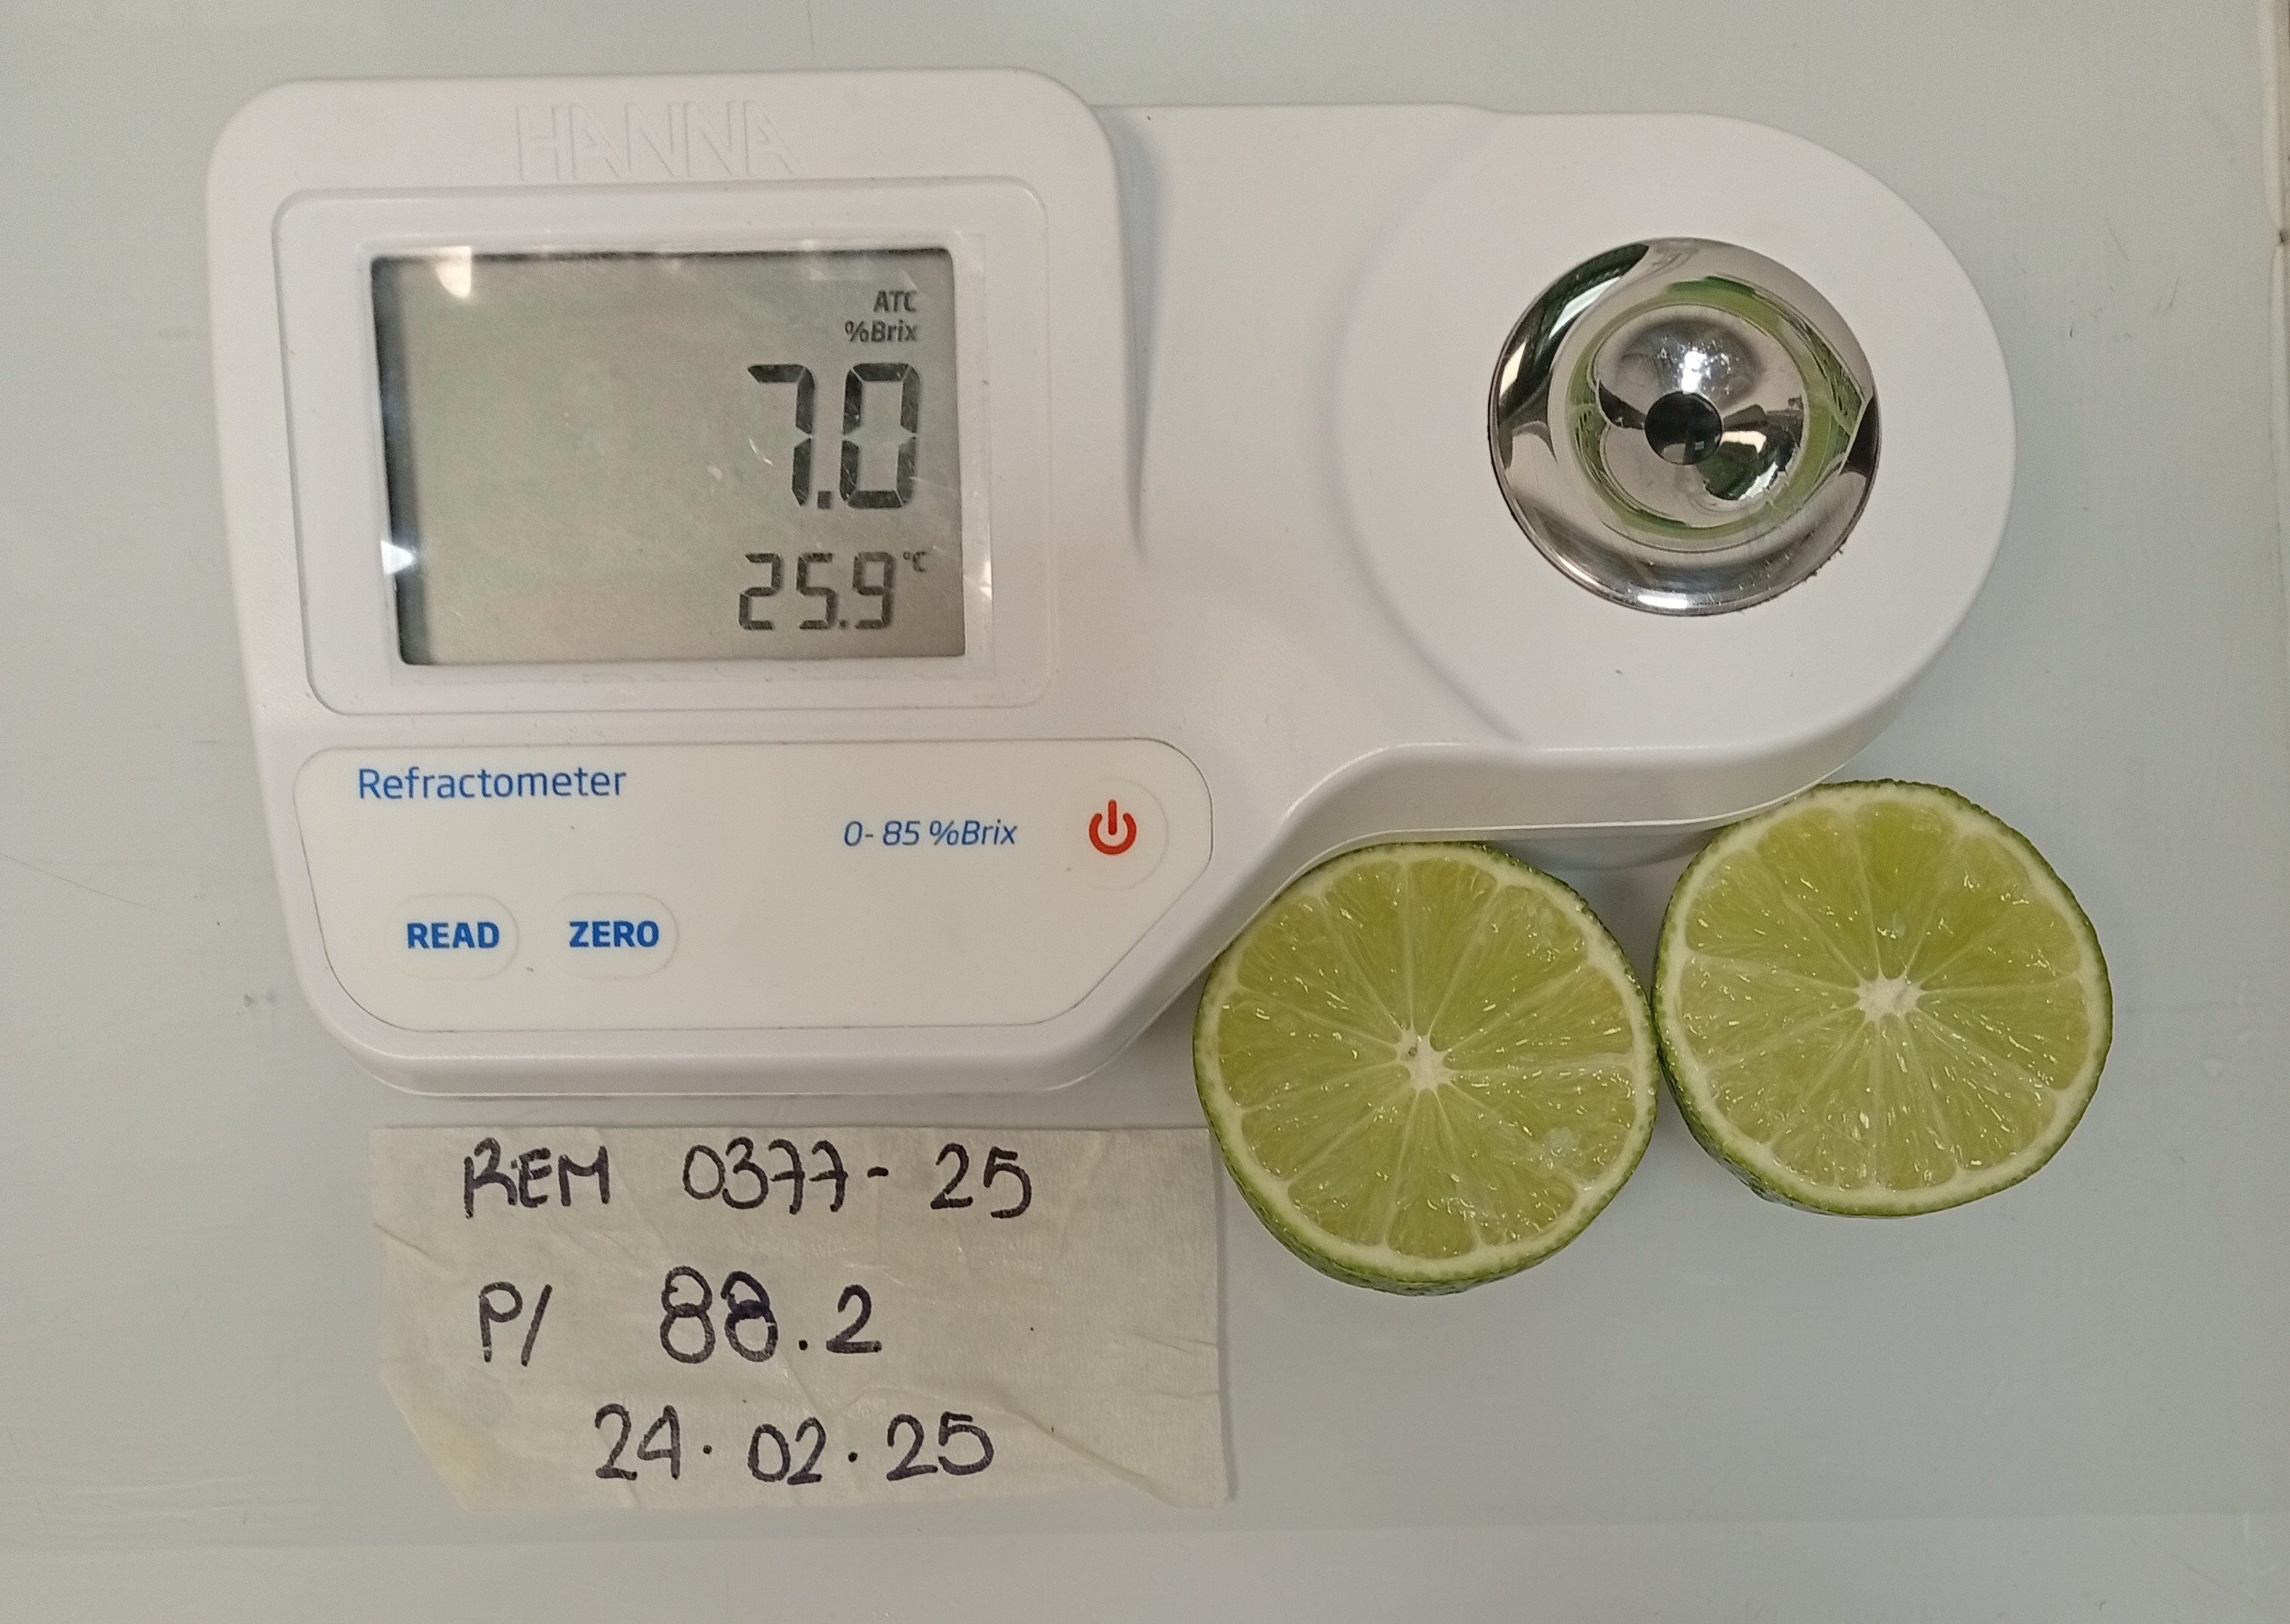 HANNA
ATC
%Brix
7.0
25.9 °C
Refractometer
0- 85 %Brix
READ ZERO
REM 0377- 25
P/ 88.2
24.02.25